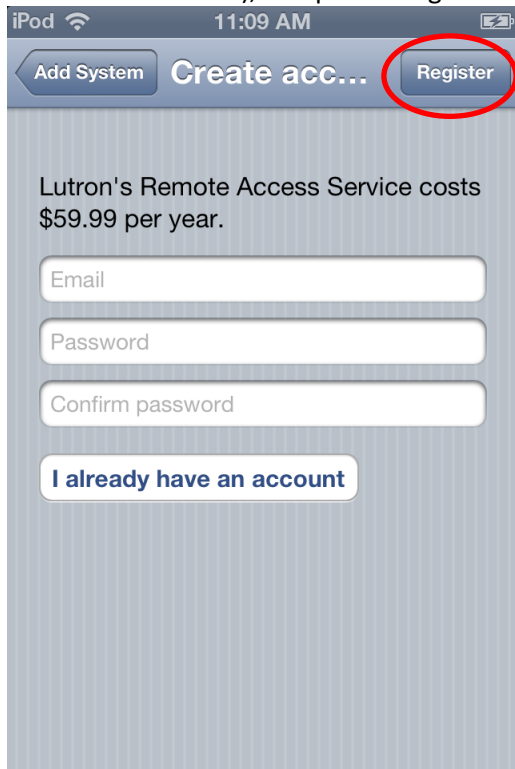 iPod 11:09 AM
Add System Create acc... Register
Lutron's Remote Access Service costs
$59.99 per year.
Email
Password
Confirm password
I already have an account